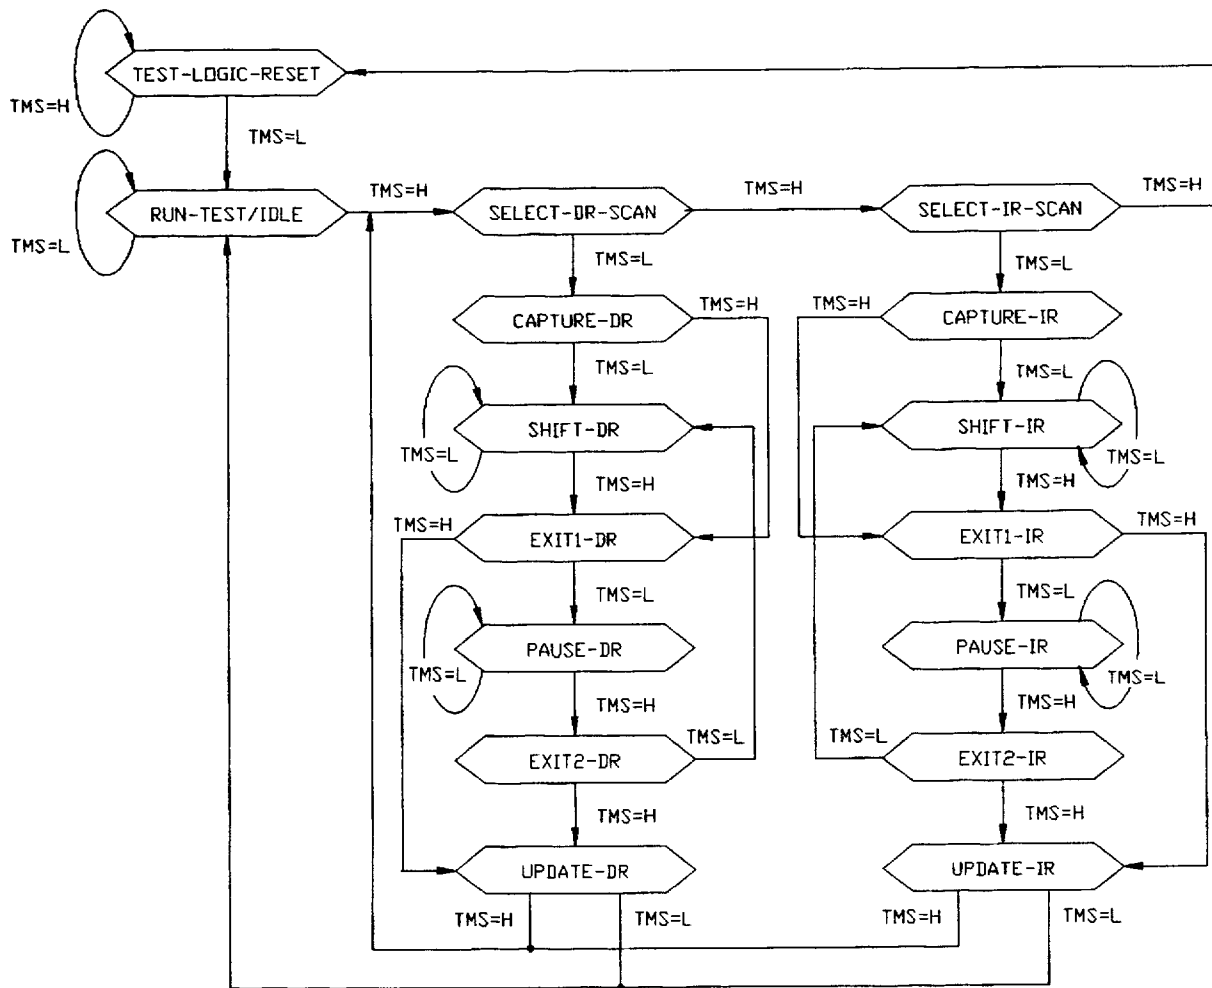 TEST-LOGIC-RESET
TMS=H
TMS=L
RUN-TEST/IDLE
TMS=H
SELECT-DR-SCAN
TMS=H
SELECT-IR-SCAN
TMS=H
TMS=L
TMS=L
TMS=L
CAPTURE-DR
TMS=H
TMS=H
CAPTURE-IR
TMS=L
TMS=L
SHIFT-DR
SHIFT-IR
TMS=L
TMS=L
TMS=H
TMS=H
TMS=H
EXIT1-DR
EXIT1-IR
TMS=H
TMS=L
TMS=L
PAUSE-DR
PAUSE-IR
TMS=L
TMS=L
TMS=H
TMS=H
EXIT2-DR
TMS=L
TMS=L
EXIT2-IR
TMS=H
TMS=H
UPDATE-DR
UPDATE-IR
TMS=H
TMS=L
TMS=H
TMS=L